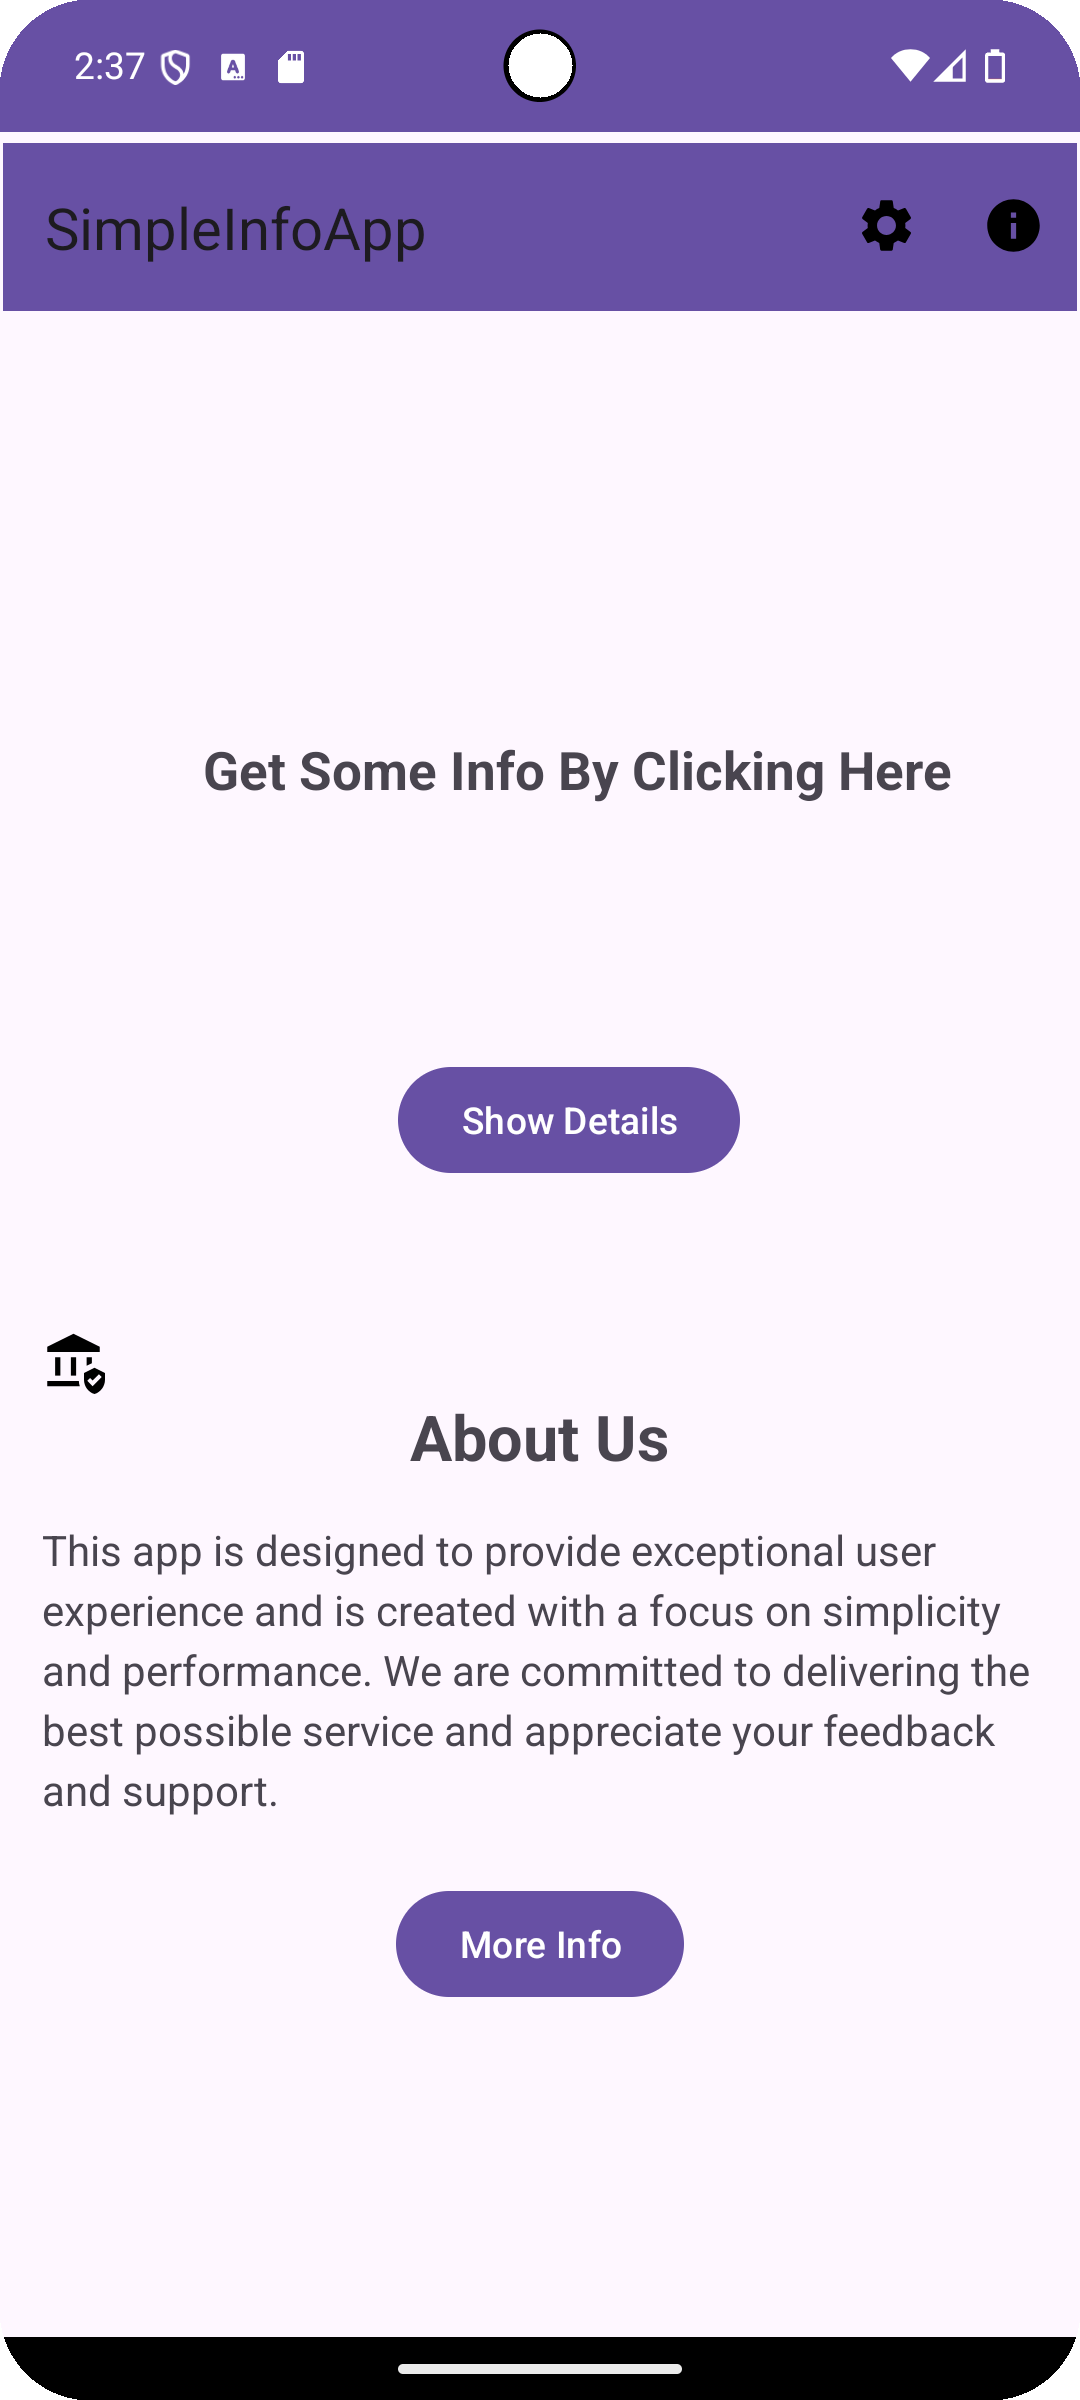 2:37
SimpleInfoApp
Get Some Info By Clicking Here
Show Details
About Us
This app is designed to provide exceptional user
experience and is created with a focus on simplicity
and performance. We are committed to delivering the
best possible service and appreciate your feedback
and support.
More Info